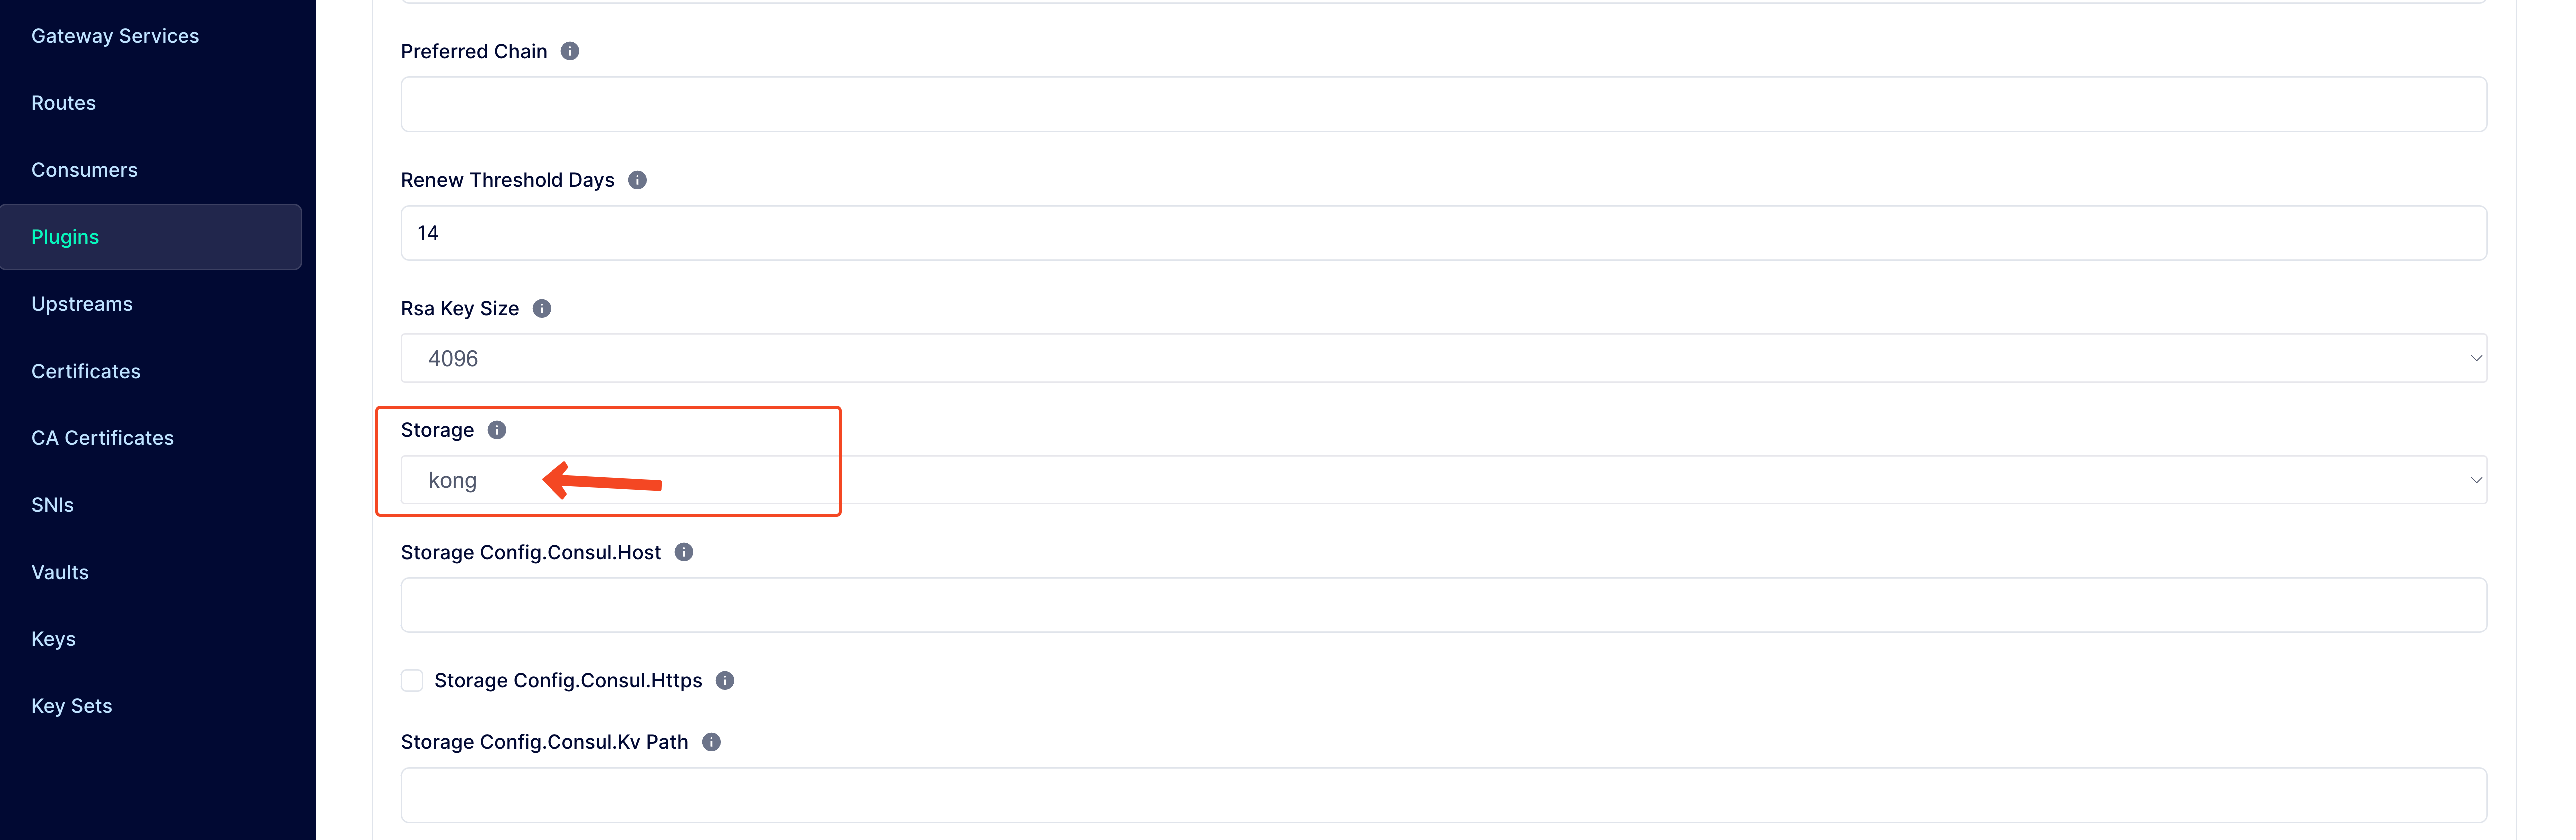 Gateway Services
Routes
Consumers
Plugins
Upstreams
Certificates
CA Certificates
SNIs
Vaults
Keys
Key Sets
Preferred Chain
Renew Threshold Days
14
Rsa Key Size
4096
Storage
kong
Storage Config.Consul.Host
Storage Config.Consul.Https
Storage Config.Consul.Kv Path